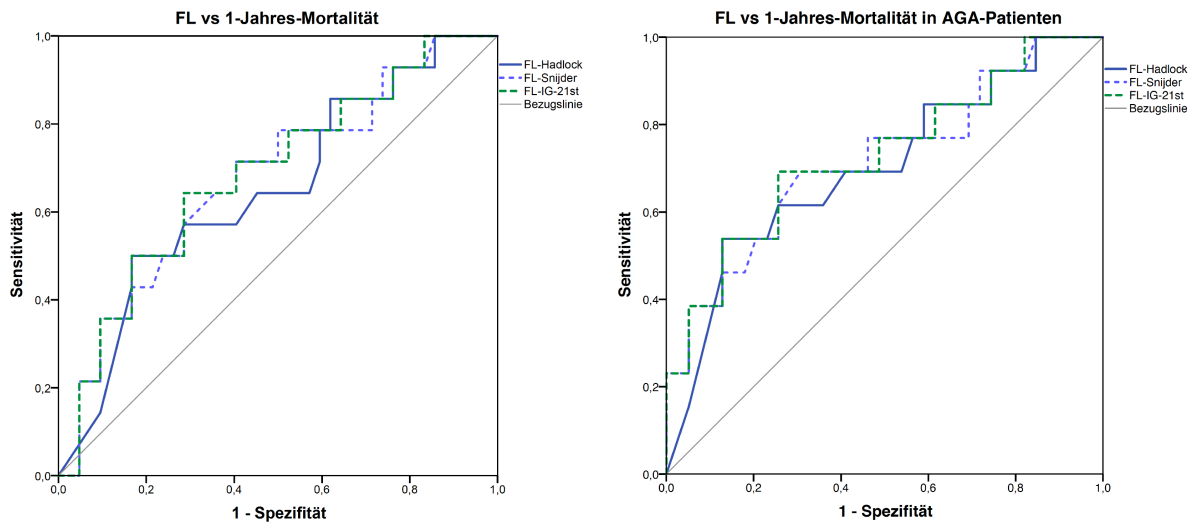 FL vs 1-Jahres-Mortalität
1,0
0,8
0,6
0,4
0,2
0,0
0,0
0,2
0,4
0,6
0,8
1,0
Sensitivität
1 - Spezifität
FL-Hadlock
FL-Snijder
FL-IG-21st
Bezugslinie
FL vs 1-Jahres-Mortalität in AGA-Patienten
1,0
0,8
0,6
0,4
0,2
0,0
0,0
0,2
0,4
0,6
0,8
1,0
Sensitivität
1 - Spezifität
FL-Hadlock
FL-Snijder
FL-IG-21st
Bezugslinie